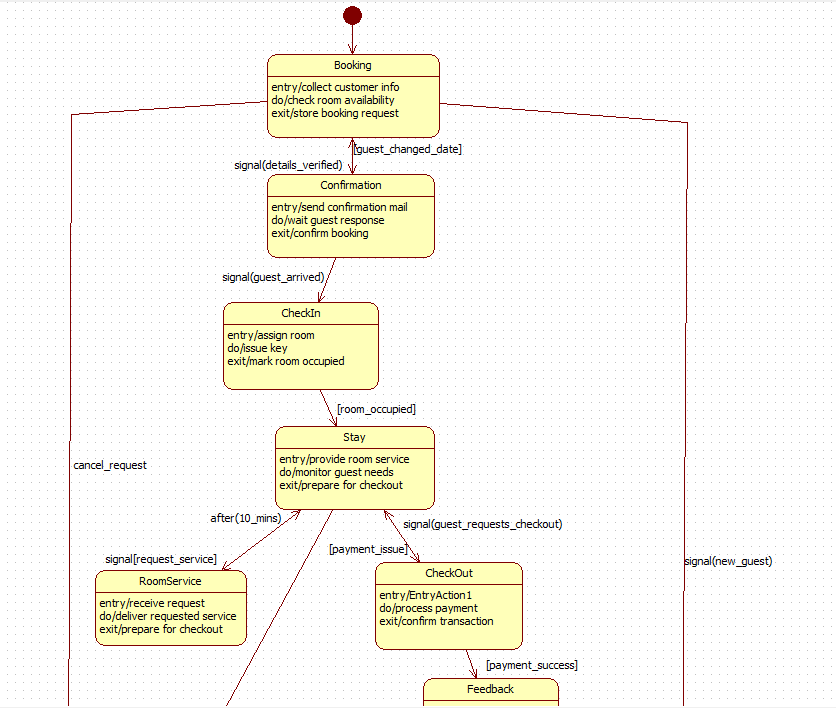 Booking
entry/collect customer info
do/check room availability
exit/store booking request
[guest_changed_date]
signal(details_verified)
Confirmation
entry/send confirmation mail
do/wait guest response
exit/confirm booking
signal(guest_arrived)
CheckIn
entry/assign room
do/issue key
exit/mark room occupied
[room_occupied]
Stay
entry/provide room service
do/monitor guest needs
exit/prepare for checkout
cancel_request
after(10_mins)
signal(guest_requests_checkout)
[payment_issue]
signal[request_service]
signal(new_guest)
RoomService
entry/receive request
do/deliver requested service
exit/prepare for checkout
CheckOut
entry/EntryAction1
do/process payment
exit/confirm transaction
[payment_success]
Feedback